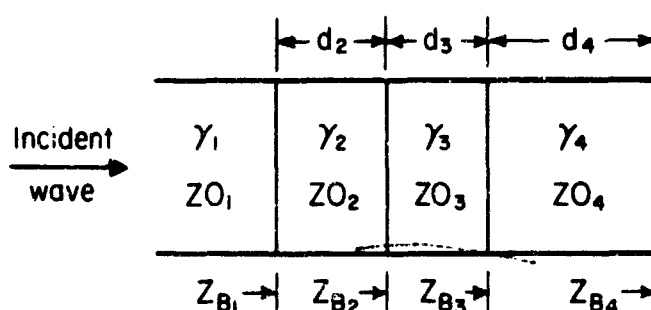 d₂ d₃ d₄
Incident γ₁ γ₂ γ₃ γ₄
wave ZO₁ ZO₂ ZO₃ ZO₄
Z_B₁ Z_B₂ Z_B₃ Z_B₄